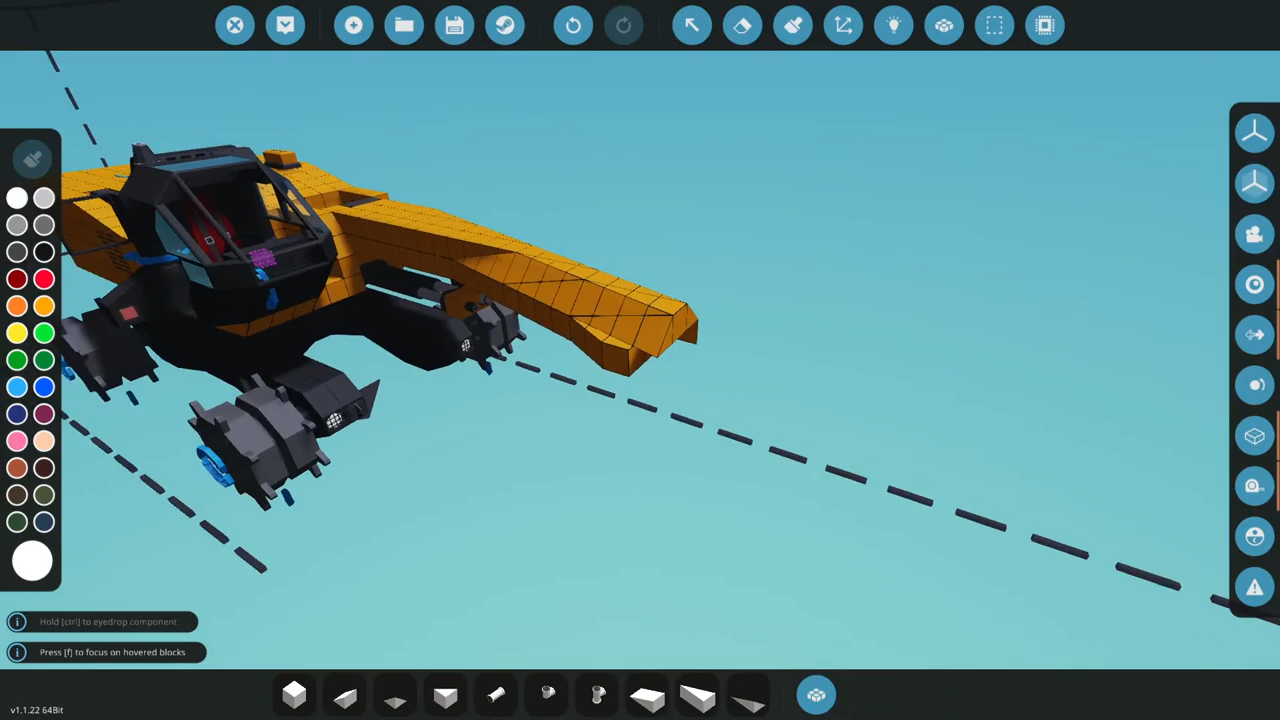 Hold [ctrl] to eyedrop component
Press [f] to focus on hovered blocks
v1.1.22 64Bit